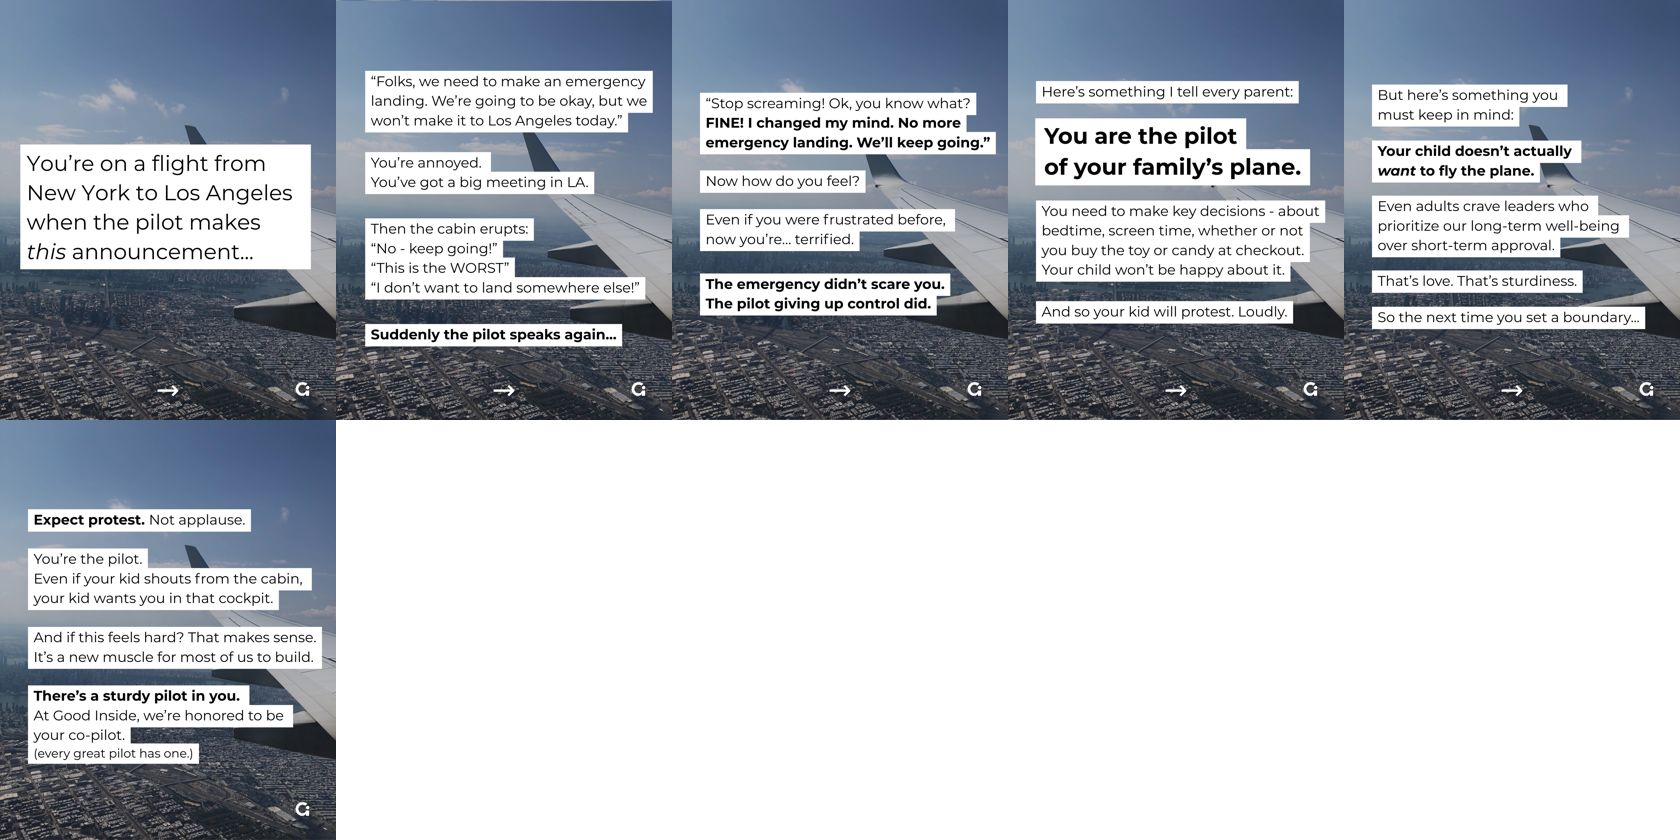 You're on a flight from
New York to Los Angeles
when the pilot makes
this announcement...
→
Gi
“Folks, we need to make an emergency
landing. We're going to be okay, but we
won't make it to Los Angeles today.”
You're annoyed.
You've got a big meeting in LA.
Then the cabin erupts:
“No - keep going!”
“This is the WORST”
“I don't want to land somewhere else!”
Suddenly the pilot speaks again...
→
Gi
“Stop screaming! Ok, you know what?
FINE! I changed my mind. No more
emergency landing. We'll keep going.”
Now how do you feel?
Even if you were frustrated before,
now you're... terrified.
The emergency didn't scare you.
The pilot giving up control did.
→
Gi
Here's something I tell every parent:
You are the pilot
of your family's plane.
You need to make key decisions - about
bedtime, screen time, whether or not
you buy the toy or candy at checkout.
Your child won't be happy about it.
And so your kid will protest. Loudly.
→
Gi
But here's something you
must keep in mind:
Your child doesn't actually
want to fly the plane.
Even adults crave leaders who
prioritize our long-term well-being
over short-term approval.
That's love. That's sturdiness.
So the next time you set a boundary...
→
Gi
Expect protest. Not applause.
You're the pilot.
Even if your kid shouts from the cabin,
your kid wants you in that cockpit.
And if this feels hard? That makes sense.
It's a new muscle for most of us to build.
There's a sturdy pilot in you.
At Good Inside, we're honored to be
your co-pilot.
(every great pilot has one.)
Gi